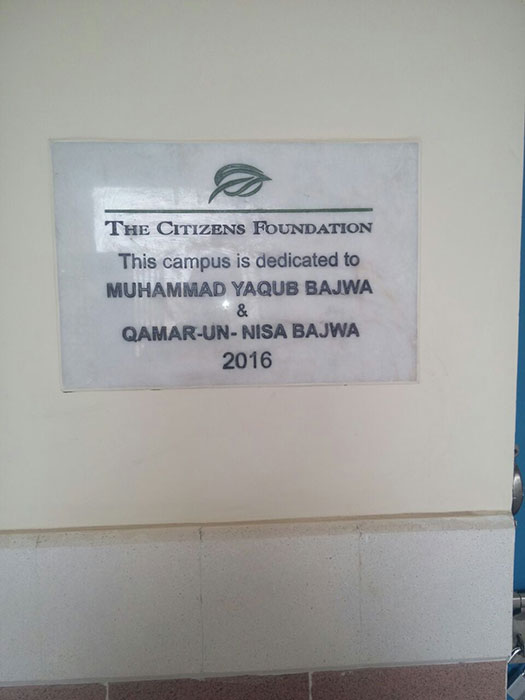 THE CITIZENS FOUNDATION
This campus is dedicated to
MUHAMMAD YAQUB BAJWA
&
QAMAR-UN- NISA BAJWA
2016